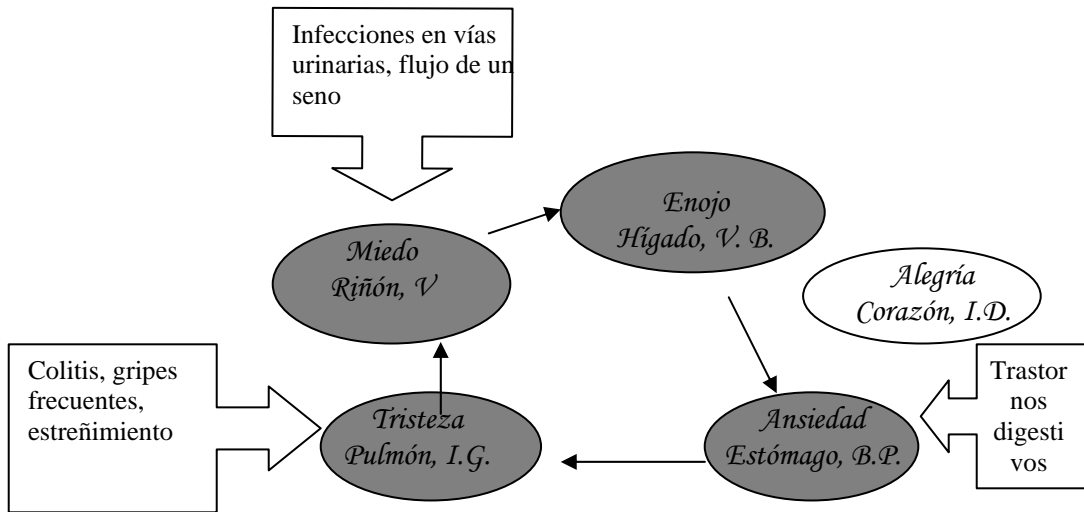 Infecciones en vías
urinarias, flujo de un
seno
Enojo
Hígado, V. B.
Miedo
Riñón, V
Alegría
Corazón, I.D.
Colitis, gripes
frecuentes,
estreñimiento
Tristeza
Pulmón, I.G.
Ansiedad
Estómago, B.P.
Trastor
nos
digesti
vos